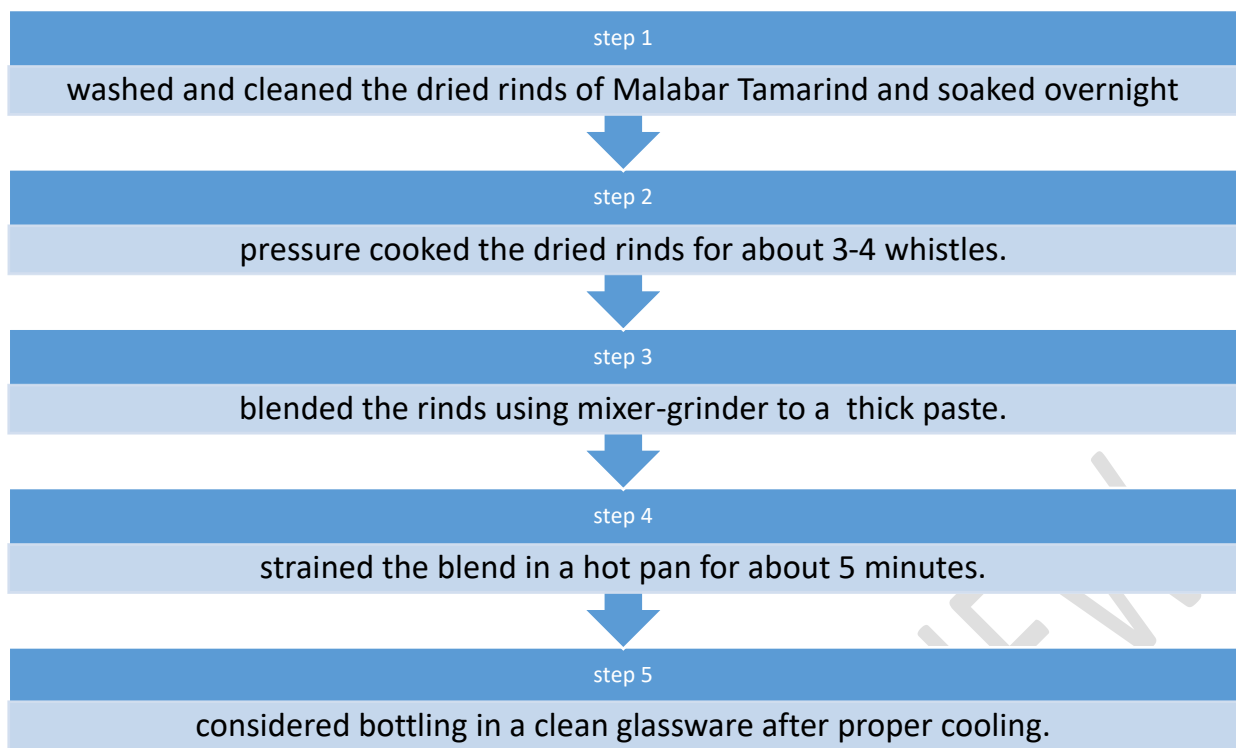 step 1
washed and cleaned the dried rinds of Malabar Tamarind and soaked overnight
step 2
pressure cooked the dried rinds for about 3-4 whistles.
step 3
blended the rinds using mixer-grinder to a  thick paste.
step 4
strained the blend in a hot pan for about 5 minutes.
step 5
considered bottling in a clean glassware after proper cooling.